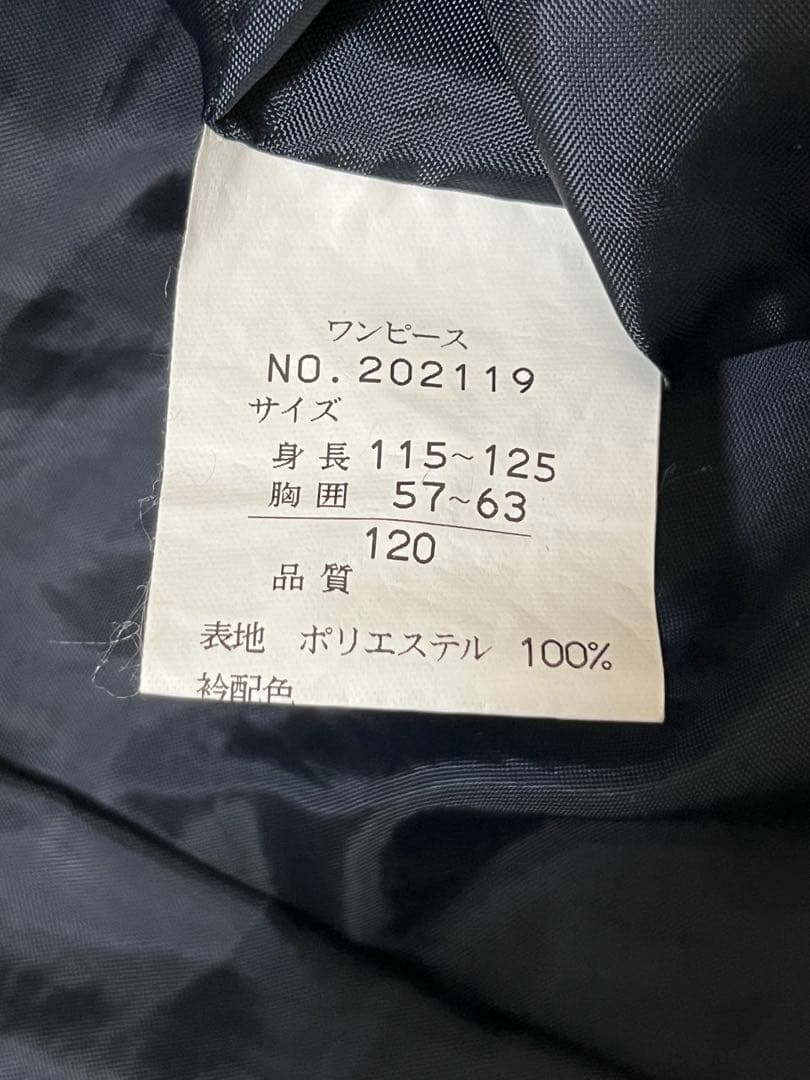 ワンピース
NO.202119
サイズ
身長 115~125
胸囲 57~63
120
品質
表地 ポリエステル 100%
衿配色